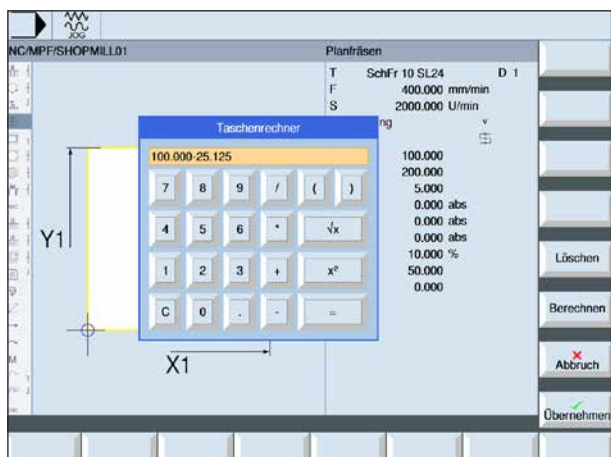 JOG
NC/MPF/SHOPMILL01
Planfräsen
T SchFr 10 SL24 D 1
F 400.000 mm/min
S 2000.000 U/min
ng
100.000
200.000
5.000
0.000 abs
0.000 abs
0.000 abs
10.000 %
50.000
0.000
Taschenrechner
100.000-25.125
7 8 9 / ( )
4 5 6 * √x
1 2 3 + x²
C 0 . - =
Y1
X1
M
Löschen
Berechnen
Abbruch
Übernehmen